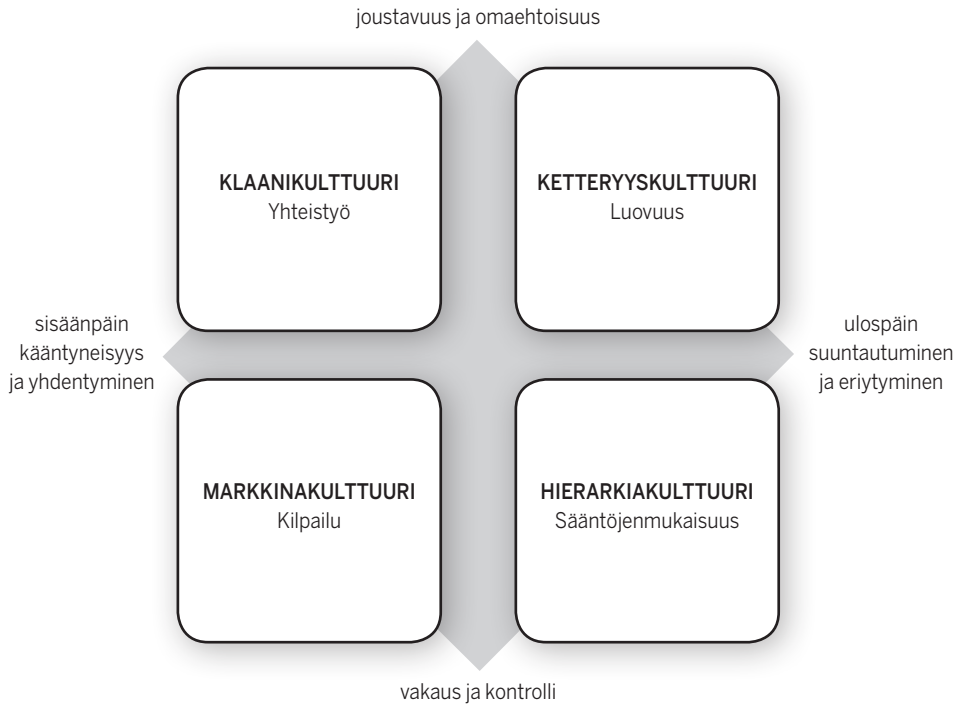 joustavuus ja omaehtoisuus
KLAANIKULTTUURI
Yhteistyö
KETTERYYSKULTTUURI
Luovuus
sisäänpäin
kääntyneisyys
ja yhdentyminen
ulospäin
suuntautuminen
ja eriytyminen
MARKKINAKULTTUURI
Kilpailu
HIERARKIAKULTTUURI
Sääntöjenmukaisuus
vakaus ja kontrolli